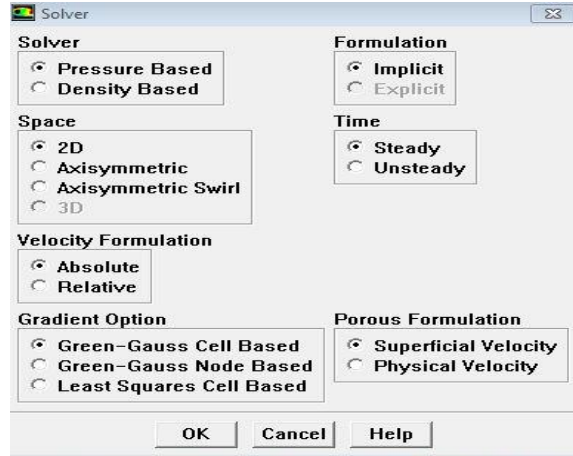 Solver
Solver
Pressure Based
Density Based
Formulation
Implicit
Explicit
Space
2D
Axisymmetric
Axisymmetric Swirl
3D
Time
Steady
Unsteady
Velocity Formulation
Absolute
Relative
Gradient Option
Green-Gauss Cell Based
Green-Gauss Node Based
Least Squares Cell Based
Porous Formulation
Superficial Velocity
Physical Velocity
OK Cancel Help